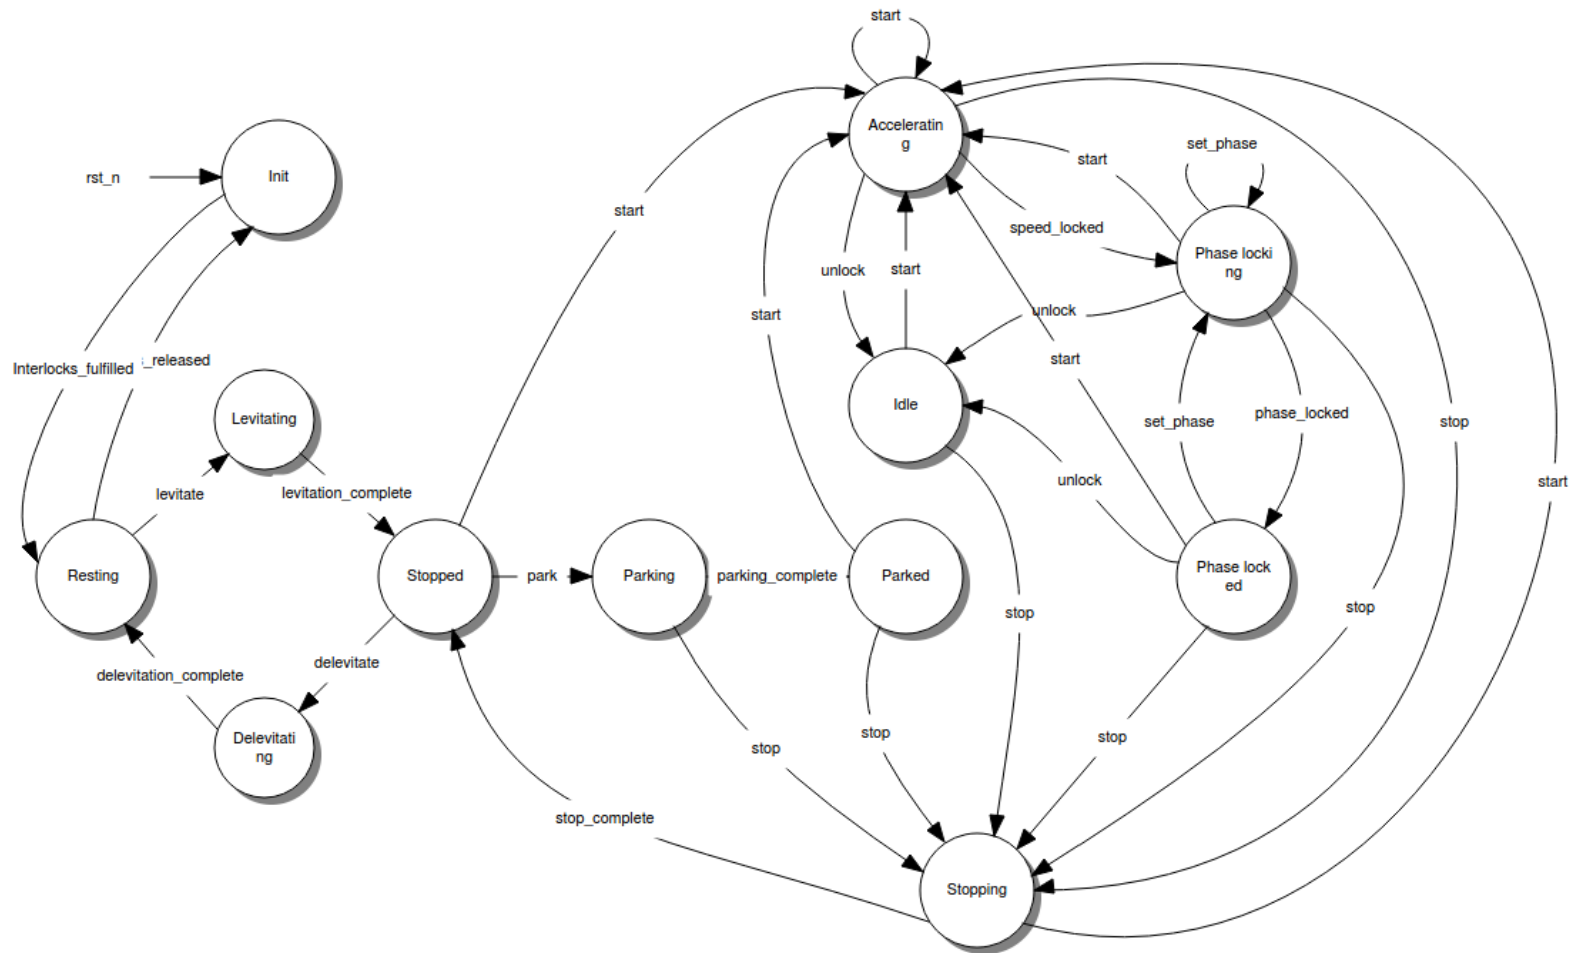 start
Acceleratin
g
set_phase
start
rst_n
Init
start
speed_locked
Phase locki
ng
unlock
start
unlock
start
start
Interlocks_fulfilled
_released
Levitating
Idle
set_phase
phase_locked
stop
unlock
start
levitate
levitation_complete
Resting
Stopped
park
Parking
parking_complete
Parked
Phase lock
ed
stop
stop
delevitate
delevitation_complete
Delevitati
ng
stop
stop
stop
stop_complete
Stopping